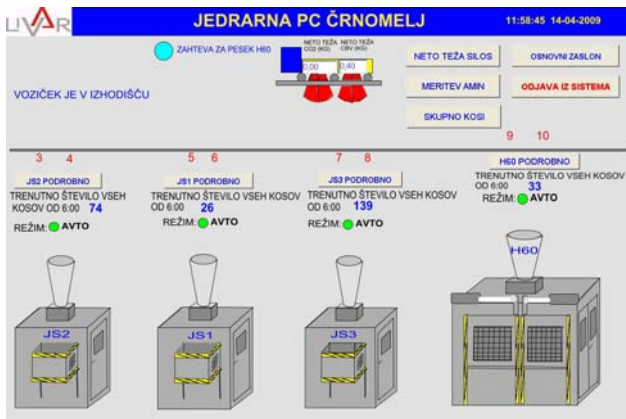 LIVAR
JEDRARNA PC ČRNOMELJ
11:58:45 14-04-2009
ZAHTEVA ZA PESEK H60
NETO TEŽA CO2 (KG)
NETO TEŽA CBV (KG)
0,00
0,40
NETO TEŽA SILOS
OSNOVNI ZASLON
MERITEV AMIN
ODJAVA IZ SISTEMA
SKUPNO KOSI
VOZIČEK JE V IZHODIŠČU
3 4
5 6
7 8
9 10
JS2 PODROBNO
TRENUTNO ŠTEVILO VSEH
KOSOV OD 6:00 74
REŽIM: AVTO
JS1 PODROBNO
TRENUTNO ŠTEVILO VSEH KOSOV
OD 6:00 26
REŽIM: AVTO
JS3 PODROBNO
TRENUTNO ŠTEVILO VSEH KOSOV
OD 6:00 139
REŽIM: AVTO
H60 PODROBNO
TRENUTNO ŠTEVILO VSEH KOSOV
OD 6:00 33
REŽIM: AVTO
JS2
JS1
JS3
H60